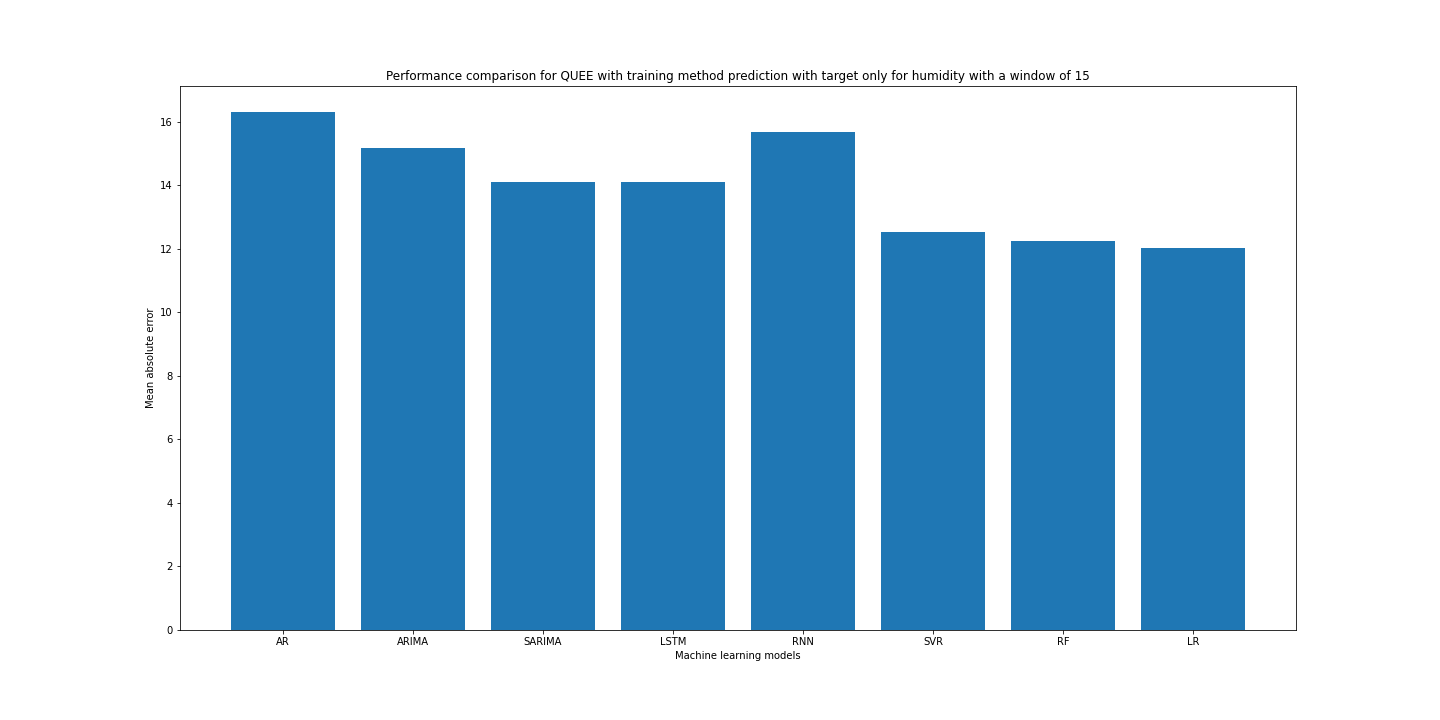 Performance comparison for QUEE with training method prediction with target only for humidity with a window of 15
16
14
12
10
8
6
4
2
0
Mean absolute error
AR ARIMA SARIMA LSTM RNN SVR RF LR
Machine learning models